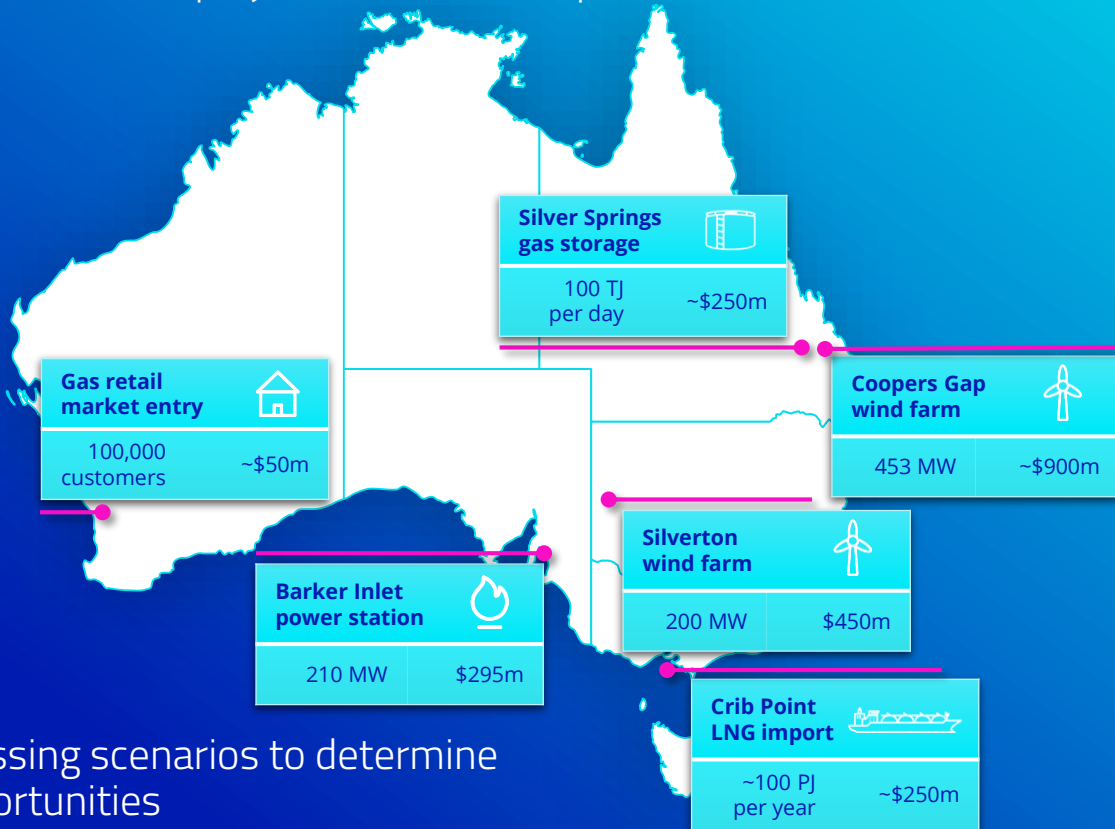 Silver Springs
gas storage
100 TJ
per day
~$250m
Gas retail
market entry
100,000
customers
~$50m
Coopers Gap
wind farm
453 MW
~$900m
Silverton
wind farm
200 MW
$450m
Barker Inlet
power station
210 MW
$295m
Crib Point
LNG import
~100 PJ
per year
~$250m
ssing scenarios to determine
ortunities